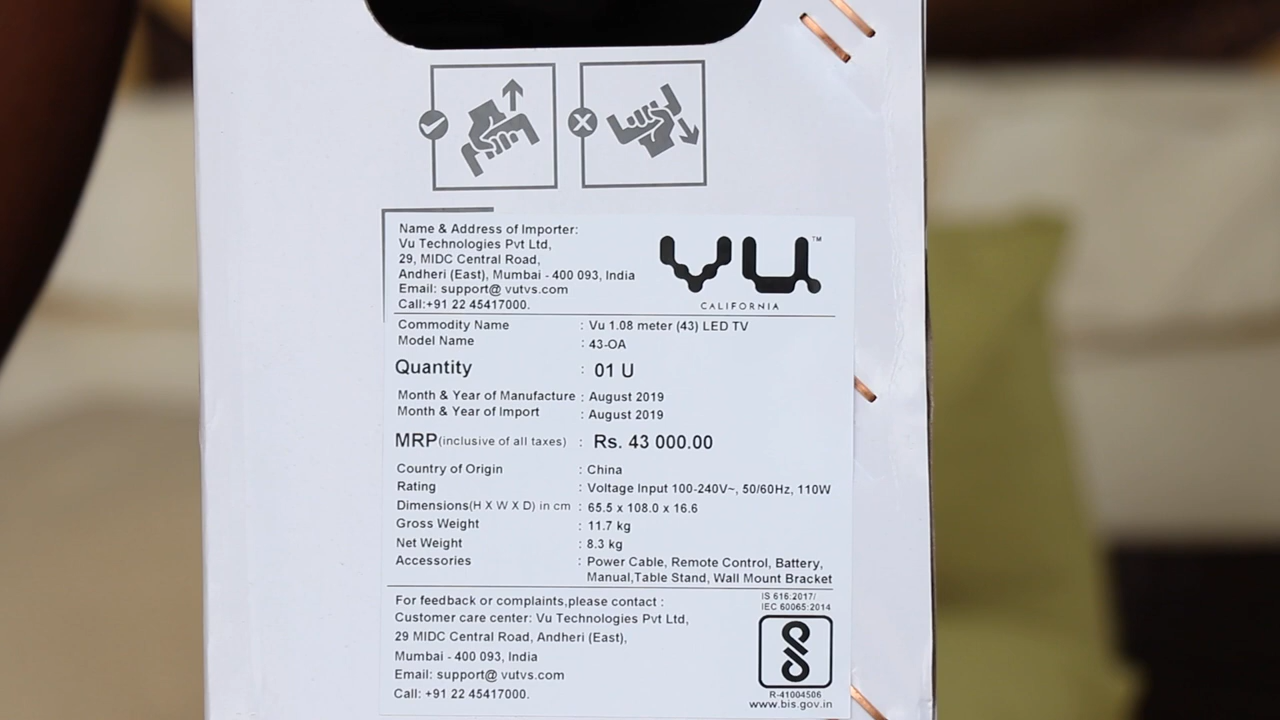 Name & Address of Importer:
Vu Technologies Pvt Ltd,
29, MIDC Central Road,
Andheri (East), Mumbai - 400 093, India
Email: support@ vutvs.com
Call:+91 22 45417000.
vu™
CALIFORNIA
Commodity Name : Vu 1.08 meter (43) LED TV
Model Name : 43-OA
Quantity : 01 U
Month & Year of Manufacture : August 2019
Month & Year of Import : August 2019
MRP(inclusive of all taxes) : Rs. 43 000.00
Country of Origin : China
Rating : Voltage Input 100-240V~, 50/60Hz, 110W
Dimensions(H X W X D) in cm : 65.5 x 108.0 x 16.6
Gross Weight : 11.7 kg
Net Weight : 8.3 kg
Accessories : Power Cable, Remote Control, Battery,
Manual,Table Stand, Wall Mount Bracket
For feedback or complaints,please contact :
Customer care center: Vu Technologies Pvt Ltd,
29 MIDC Central Road, Andheri (East),
Mumbai - 400 093, India
Email: support@ vutvs.com
Call: +91 22 45417000.
IS 616:2017/
IEC 60065:2014
R-41004506
www.bis.gov.in